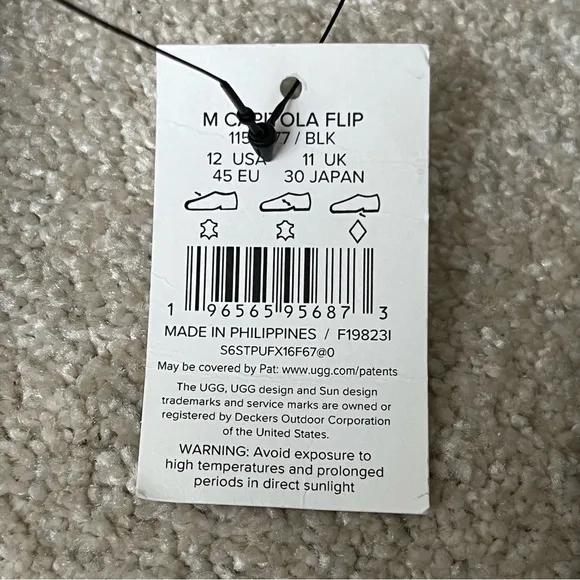 M CAPITOLA FLIP
/ BLK
12 USA 11 UK
45 EU 30 JAPAN
1 96565 95687 3
MADE IN PHILIPPINES / F19823I
S6STPUFX16F67@0
May be covered by Pat: www.ugg.com/patents
The UGG, UGG design and Sun design
trademarks and service marks are owned or
registered by Deckers Outdoor Corporation
of the United States.
WARNING: Avoid exposure to
high temperatures and prolonged
periods in direct sunlight